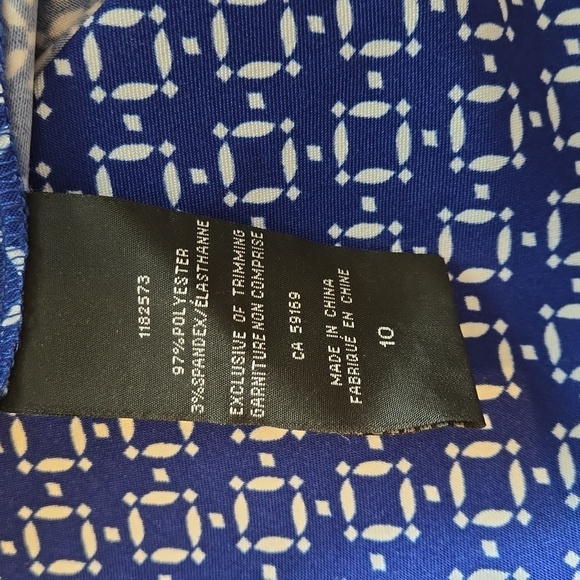 1182573
97%POLYESTER
3%SPANDEX/ÉLASTHANNE
EXCLUSIVE OF TRIMMING
GARNITURE NON COMPRISE
CA 59169
MADE IN CHINA
FABRIQUÉ EN CHINE
10